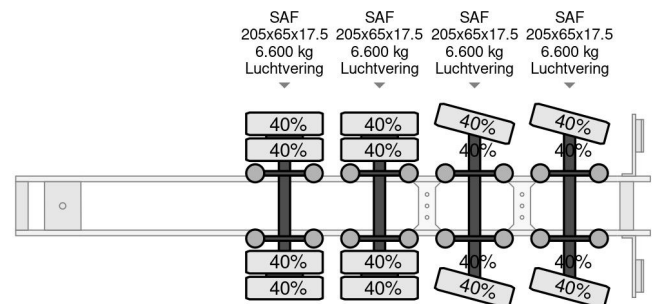 SAF SAF SAF SAF
205x65x17.5 205x65x17.5 205x65x17.5 205x65x17.5
6.600 kg 6.600 kg 6.600 kg 6.600 kg
Luchtvering Luchtvering Luchtvering Luchtvering
40% 40% 40% 40%
40% 40% 40% 40%
40% 40% 40% 40%
40% 40% 40% 40%